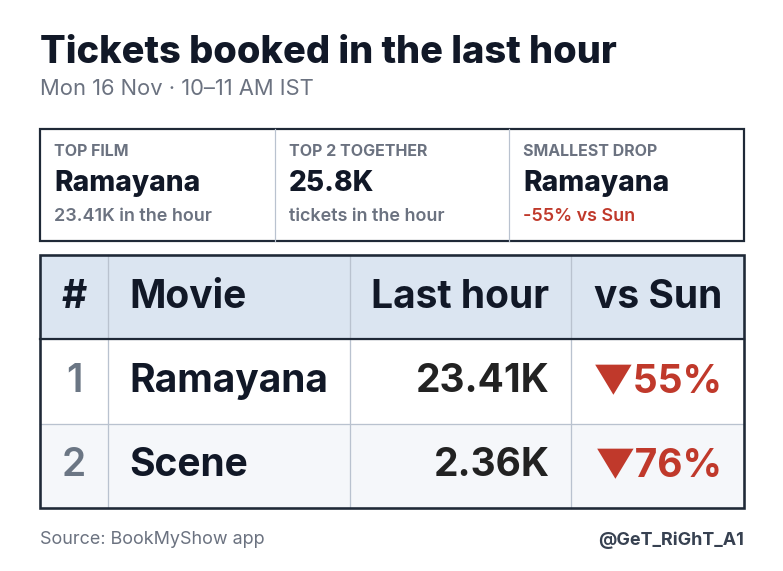 Tickets booked in the last hour
Mon 16 Nov · 10–11 AM IST
TOP FILM
Ramayana
23.41K in the hour
TOP 2 TOGETHER
25.8K
tickets in the hour
SMALLEST DROP
Ramayana
-55% vs Sun
# Movie Last hour vs Sun
1 Ramayana 23.41K ▼55%
2 Scene 2.36K ▼76%
Source: BookMyShow app
@GeT_RiGhT_A1